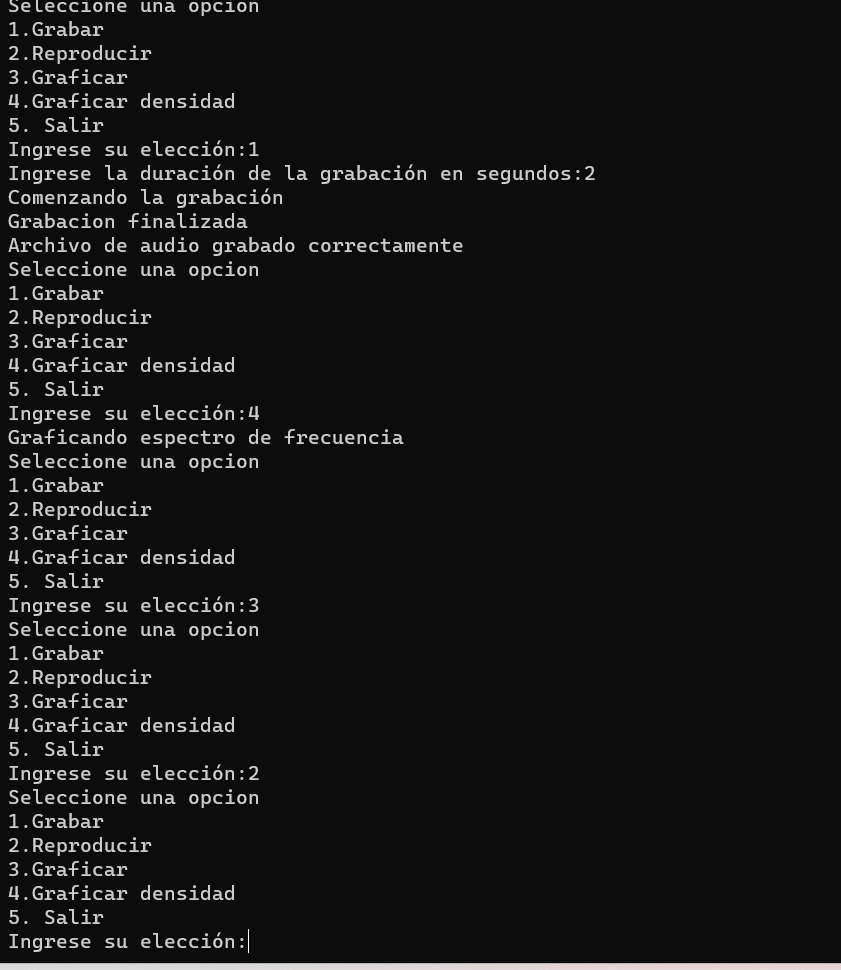 Seleccione una opcion
1.Grabar
2.Reproducir
3.Graficar
4.Graficar densidad
5. Salir
Ingrese su elección:1
Ingrese la duración de la grabación en segundos:2
Comenzando la grabación
Grabacion finalizada
Archivo de audio grabado correctamente
Seleccione una opcion
1.Grabar
2.Reproducir
3.Graficar
4.Graficar densidad
5. Salir
Ingrese su elección:4
Graficando espectro de frecuencia
Seleccione una opcion
1.Grabar
2.Reproducir
3.Graficar
4.Graficar densidad
5. Salir
Ingrese su elección:3
Seleccione una opcion
1.Grabar
2.Reproducir
3.Graficar
4.Graficar densidad
5. Salir
Ingrese su elección:2
Seleccione una opcion
1.Grabar
2.Reproducir
3.Graficar
4.Graficar densidad
5. Salir
Ingrese su elección: